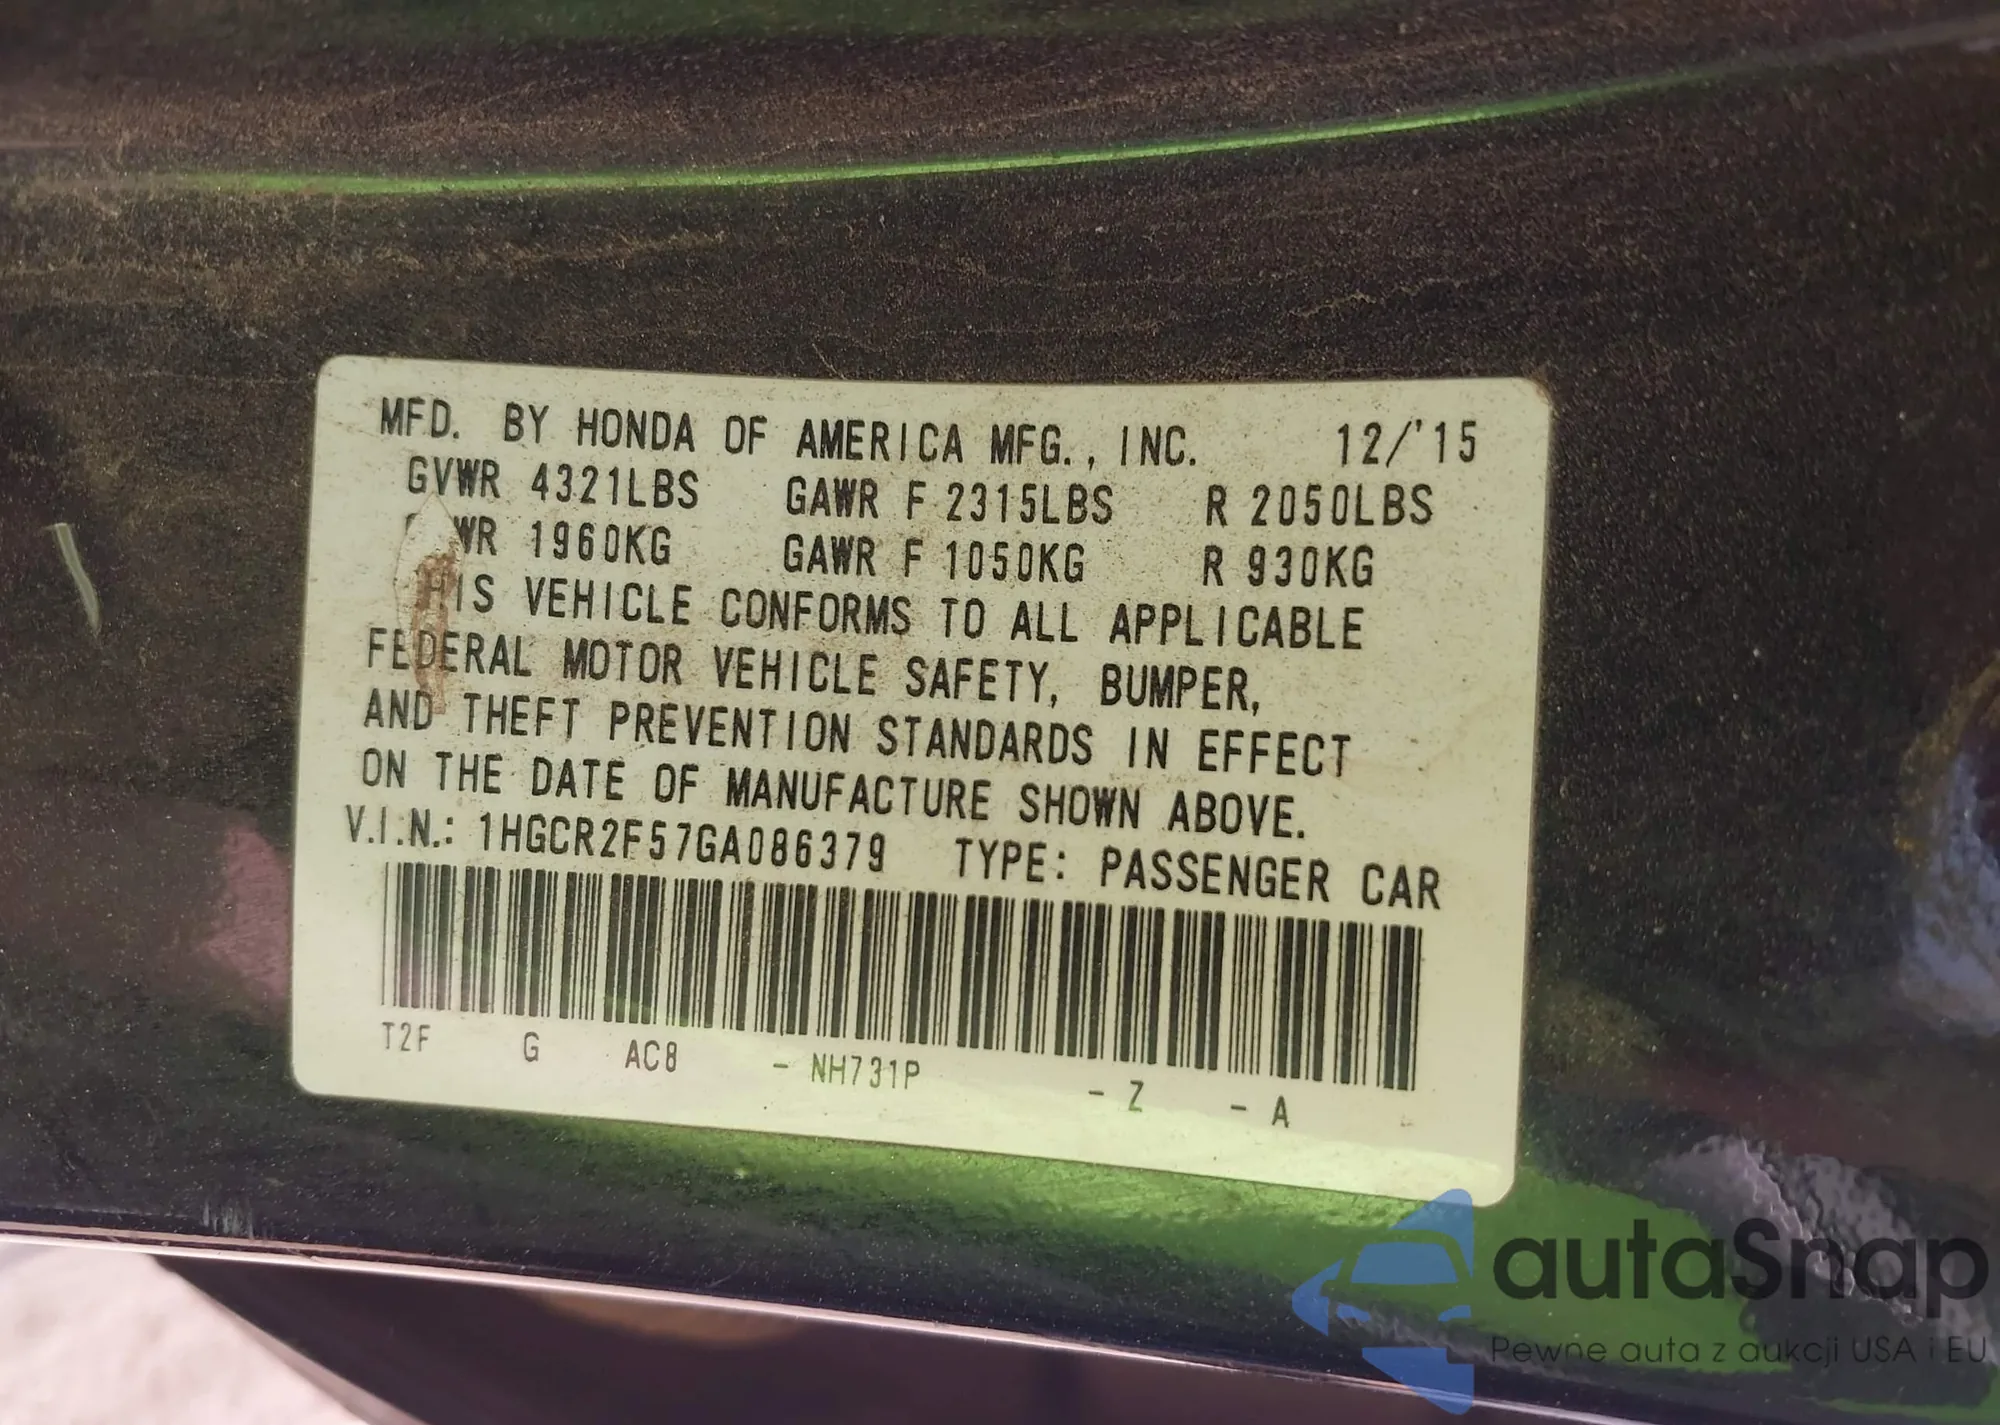 MFD. BY HONDA OF AMERICA MFG., INC. 12/'15
GVWR 4321LBS GAWR F 2315LBS R 2050LBS
WR 1960KG GAWR F 1050KG R 930KG
HIS VEHICLE CONFORMS TO ALL APPLICABLE
FEDERAL MOTOR VEHICLE SAFETY, BUMPER,
AND THEFT PREVENTION STANDARDS IN EFFECT
ON THE DATE OF MANUFACTURE SHOWN ABOVE.
V.I.N.: 1HGCR2F57GA086379 TYPE: PASSENGER CAR
T2F G AC8 - NH731P - Z - A
autaSnap
Pewne auta z aukcji USA i EU